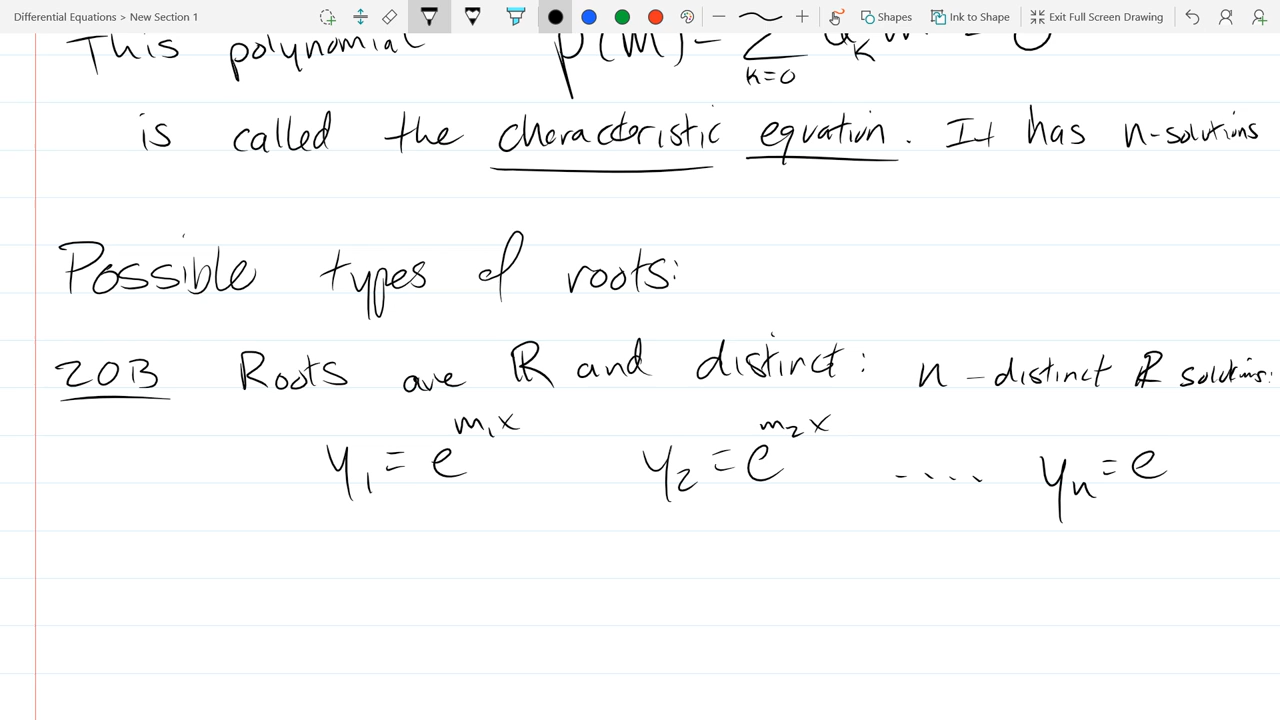 Differential Equations > New Section 1
Shapes
Ink to Shape
Exit Full Screen Drawing
This polynomial p(m) = Σ k=0 = 0
is called the characteristic equation. It has n-solutions
Possible types of roots:
20B Roots are ℝ and distinct: n - distinct ℝ solutions:
y₁ = e^{m₁x} y₂ = e^{m₂x} .... yₙ = e